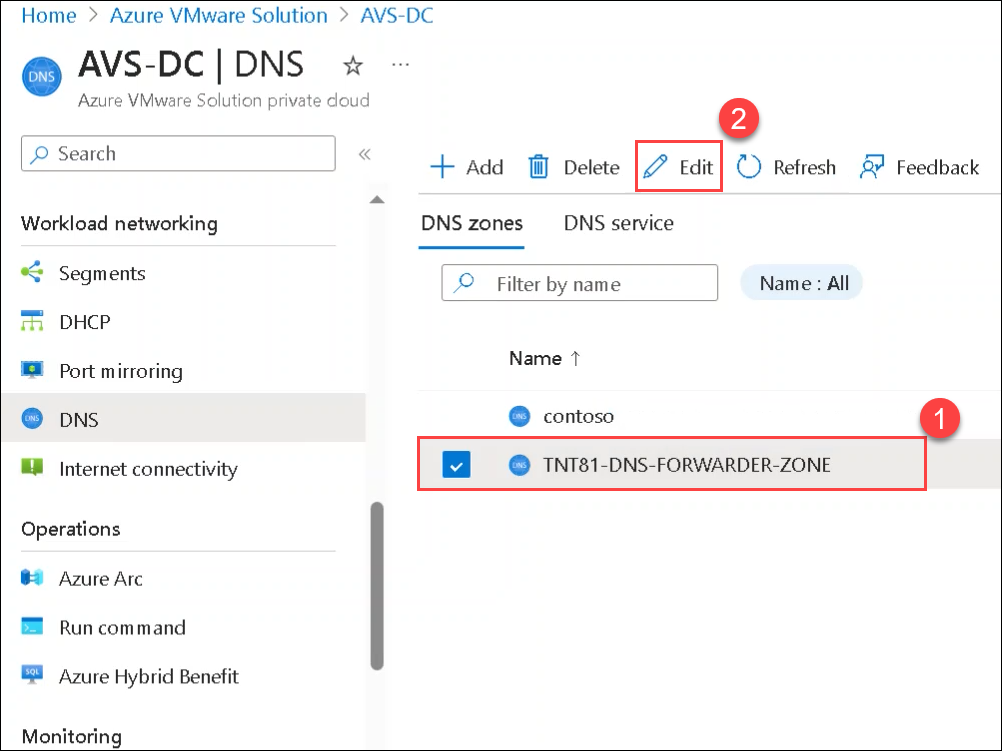 Home > Azure VMware Solution > AVS-DC
DNS
AVS-DC | DNS ☆ ...
Azure VMware Solution private cloud
2
Search «
+ Add Delete Edit Refresh Feedback
Workload networking
DNS zones DNS service
Segments
Filter by name Name : All
DHCP
Name ↑
Port mirroring
DNS contoso
1
DNS DNS
Internet connectivity
DNS TNT81-DNS-FORWARDER-ZONE
Operations
Azure Arc
Run command
SQL Azure Hybrid Benefit
Monitoring